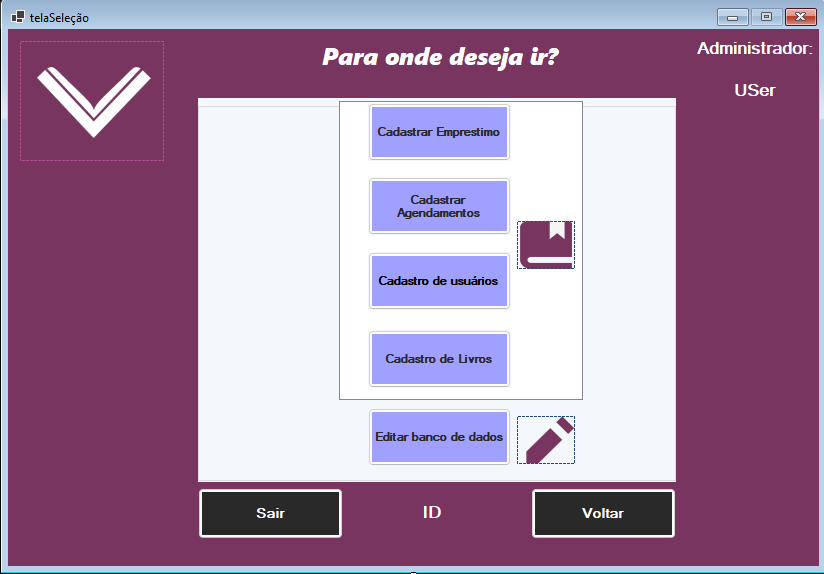 telaSeleção
Para onde deseja ir?
Administrador:
USer
Cadastrar Emprestimo
Cadastrar
Agendamentos
Cadastro de usuários
Cadastro de Livros
Editar banco de dados
Sair
ID
Voltar